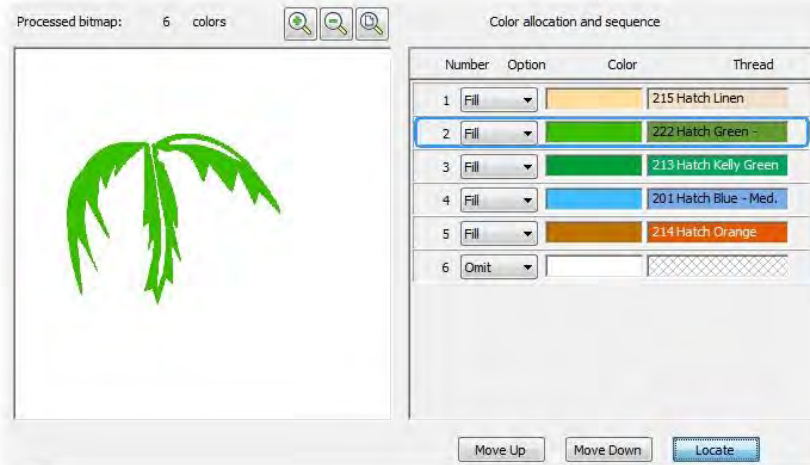 Processed bitmap: 6 colors
Color allocation and sequence
Number Option Color Thread
1 Fill 215 Hatch Linen
2 Fill 222 Hatch Green -
3 Fill 213 Hatch Kelly Green
4 Fill 201 Hatch Blue - Med.
5 Fill 214 Hatch Orange
6 Omit
Move Up Move Down Locate